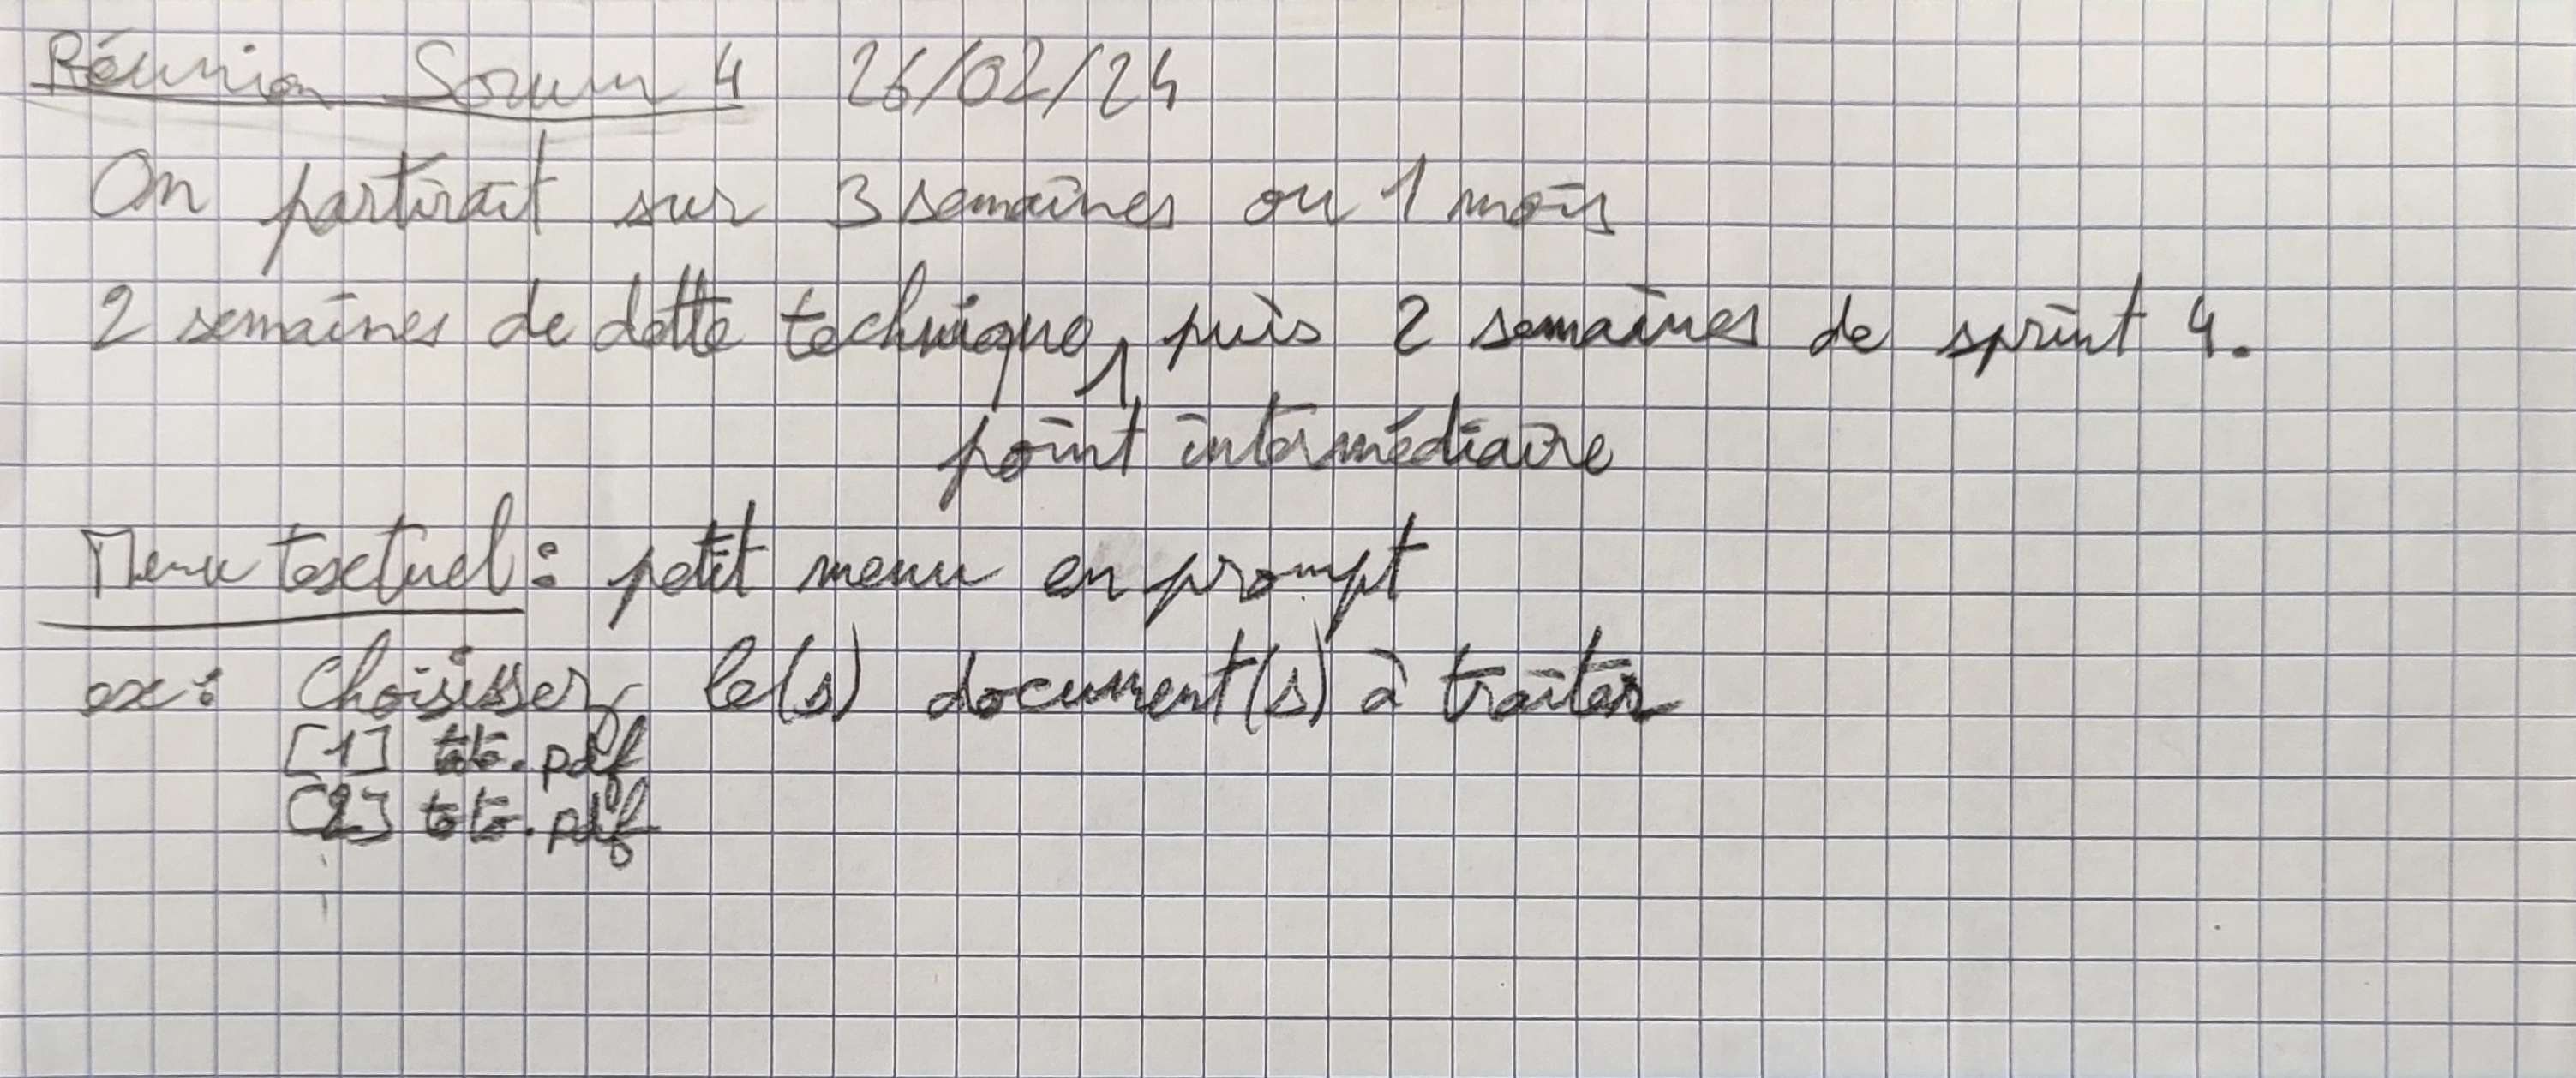 Réunion Scrum 4 26/02/24
On partirait sur 3 semaines ou 1 mois
2 semaines de dette technique, puis 2 semaines de sprint 4.
point intermédiaire
Menu textuel : petit menu en prompt
ex : Choisissez le(s) document(s) à traiter
[1] toto.pdf
[2] toto.pdf